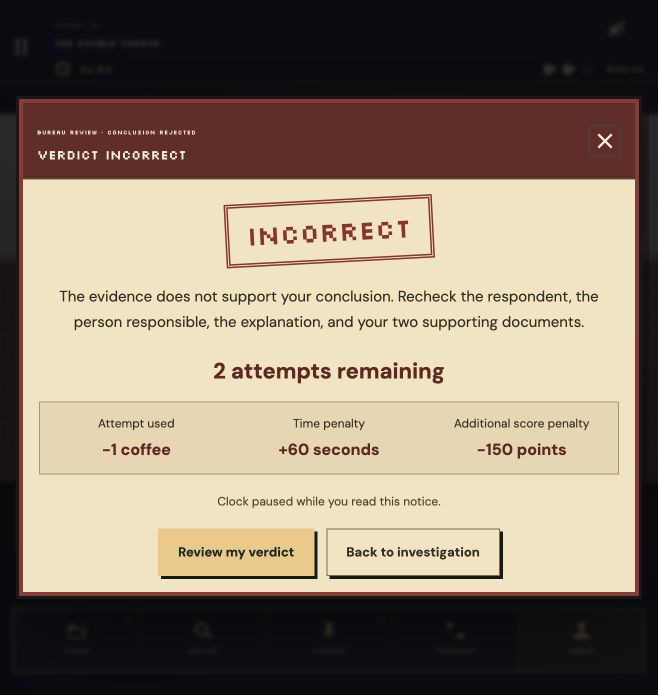 BUREAU REVIEW · CONCLUSION REJECTED
VERDICT INCORRECT
INCORRECT
The evidence does not support your conclusion. Recheck the respondent, the
person responsible, the explanation, and your two supporting documents.
2 attempts remaining
Attempt used
Time penalty
Additional score penalty
−1 coffee
+60 seconds
−150 points
Clock paused while you read this notice.
Review my verdict
Back to investigation